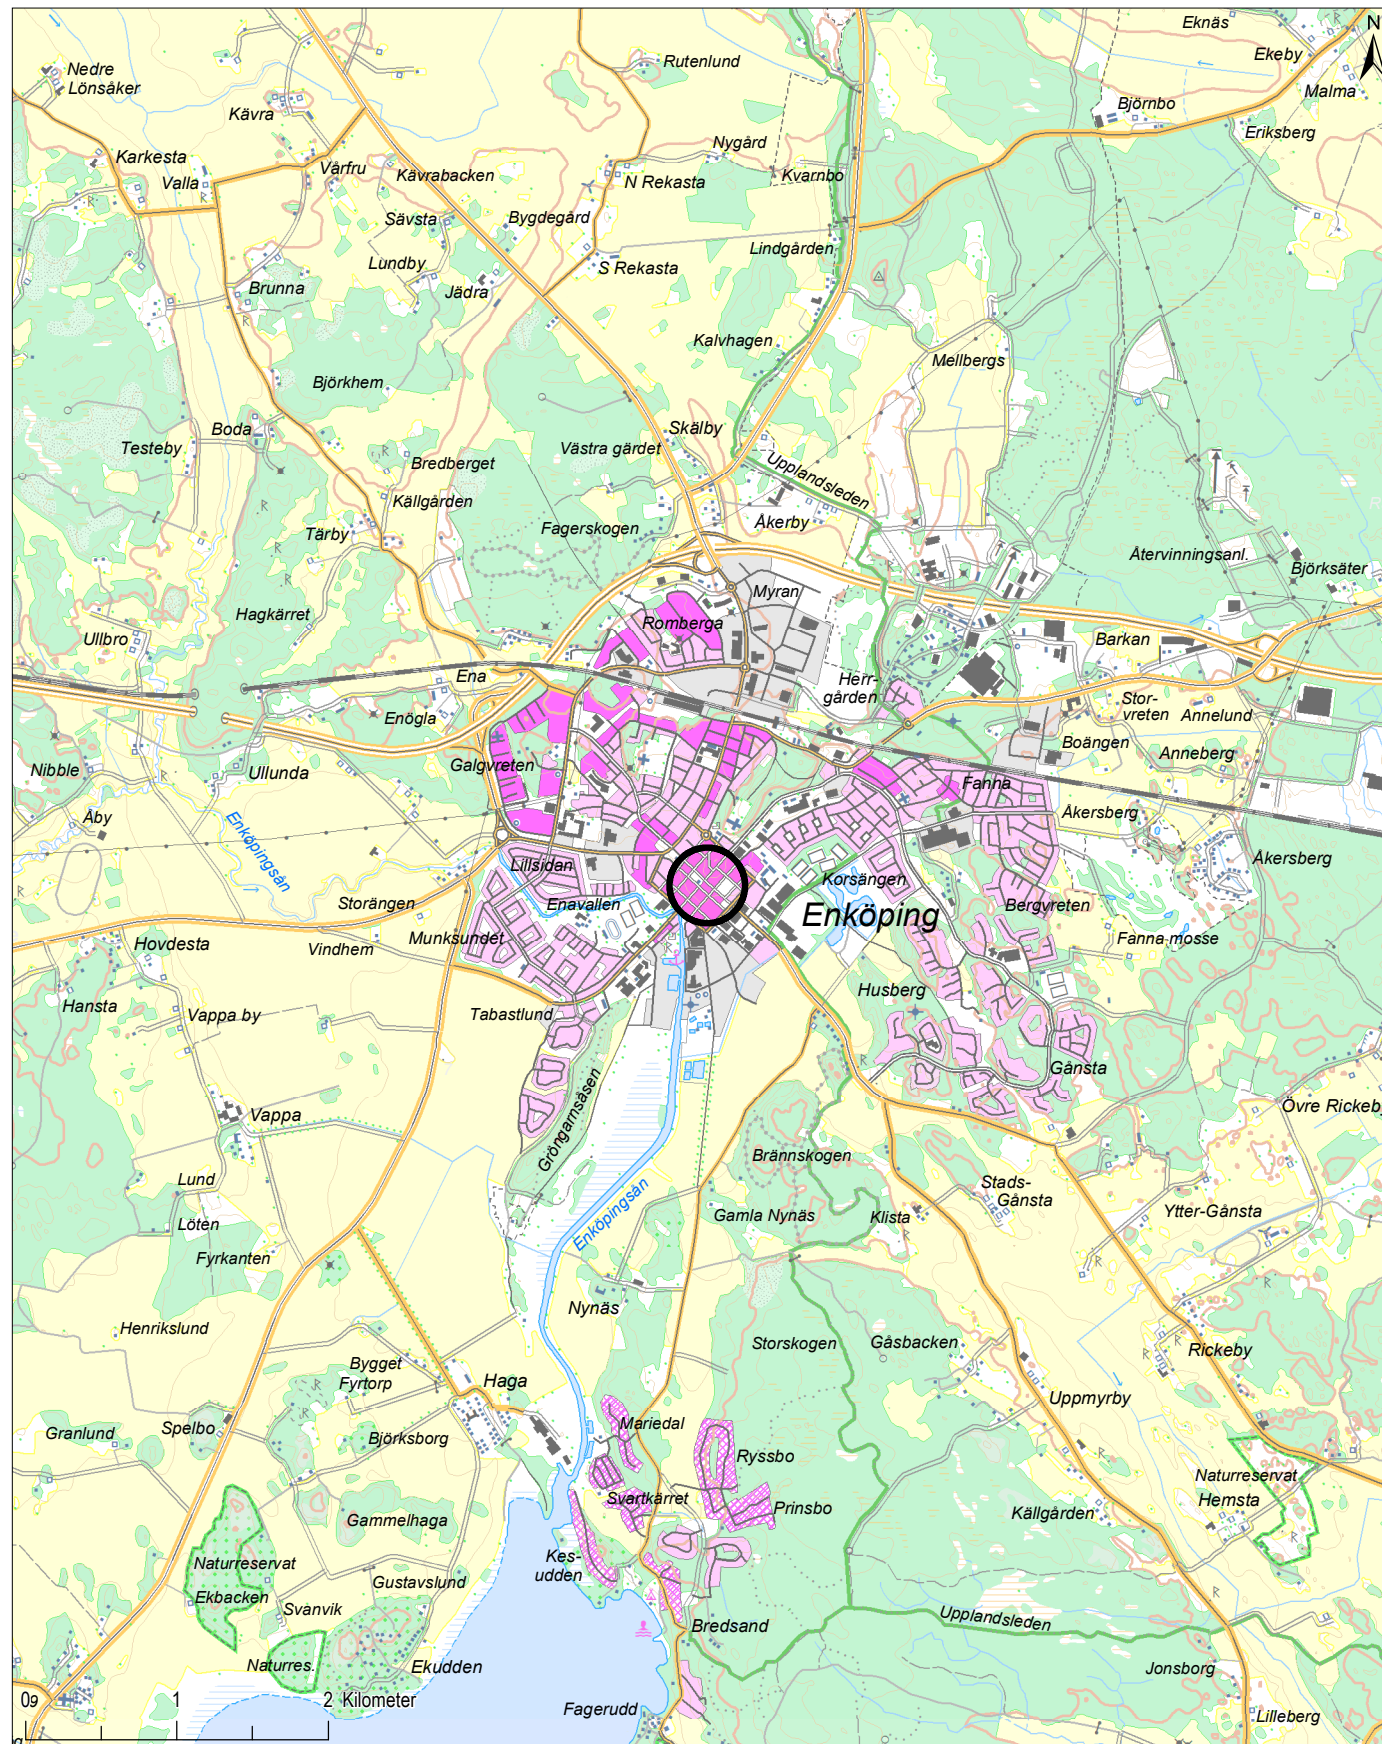 Eknäs
N
Ekeby
Nedre
Lönsåker
Rutenlund
Malma
Björnbo
Kävra
Eriksberg
Nygård
Karkesta
Vårfru
Kävrabacken
Kvarnbo
Valla
N Rekasta
Sävsta
Bygdegård
Lindgården
Lundby
S Rekasta
Brunna
Jädra
Kalvhagen
Mellbergs
Björkhem
Skälby
Boda
Testeby
Västra gärdet
Bredberget
Upplandsleden
Källgården
Åkerby
Tärby
Fagerskogen
Återvinningsanl.
Björksäter
Myran
Hagkärret
Romberga
Ullbro
Barkan
Ena
Herr-
gården
Stor-
vreten
Annelund
Enögla
Boängen
Anneberg
Galgvreten
Nibble
Ullunda
Fanna
Åby
Åkersberg
Enköpingsån
Åkersberg
Lillsidan
Korsängen
Storängen
Enavallen
Enköping
Bergvreten
Hovdesta
Vindhem
Munksundet
Fanna mosse
Hansta
Husberg
Vappa by
Tabastlund
Gånsta
Vappa
Gröngarnsåsen
Övre Rickeb
Brännskogen
Lund
Stads-
Gånsta
Löten
Gamla Nynäs
Klista
Ytter-Gånsta
Enköpingsån
Fyrkanten
Nynäs
Henrikslund
Storskogen
Gåsbacken
Bygget
Rickeby
Fyrtorp
Haga
Uppmyrby
Mariedal
Granlund
Spelbo
Björksborg
Ryssbo
Naturreservat
Hemsta
Svartkärret
Prinsbo
Källgården
Gammelhaga
Kes-
udden
Naturreservat
Ekbacken
Gustavslund
Svanvik
Upplandsleden
Bredsand
Naturres.
Ekudden
Jonsborg
0
1
2 Kilometer
Fagerudd
Lilleberg